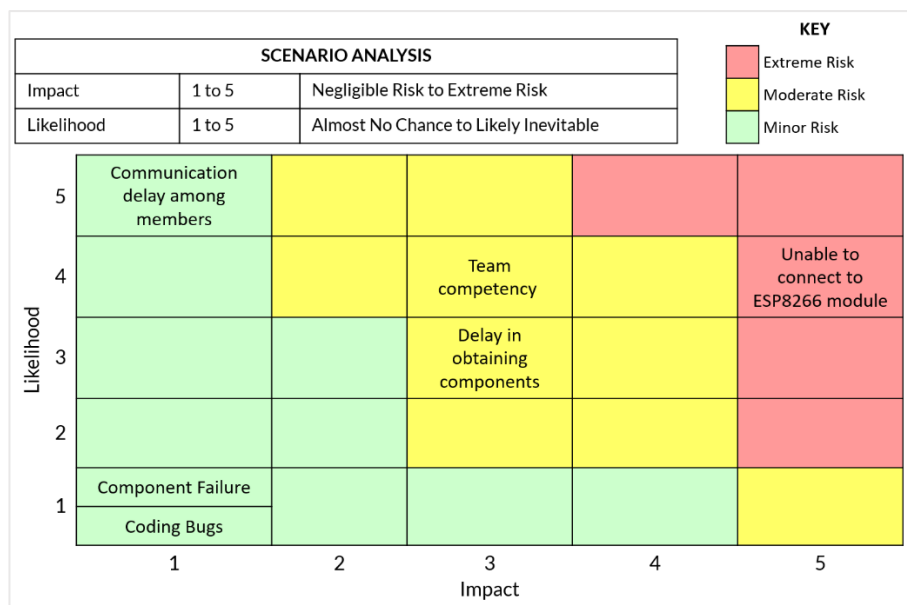 KEY
SCENARIO ANALYSIS
Impact
1 to 5
Negligible Risk to Extreme Risk
Likelihood
1 to 5
Almost No Chance to Likely Inevitable
Extreme Risk
Moderate Risk
Minor Risk
Likelihood
5
Communication
delay among
members
4
Team
competency
Unable to
connect to
ESP8266 module
3
Delay in
obtaining
components
2
1
Component Failure
Coding Bugs
1
2
3
4
5
Impact